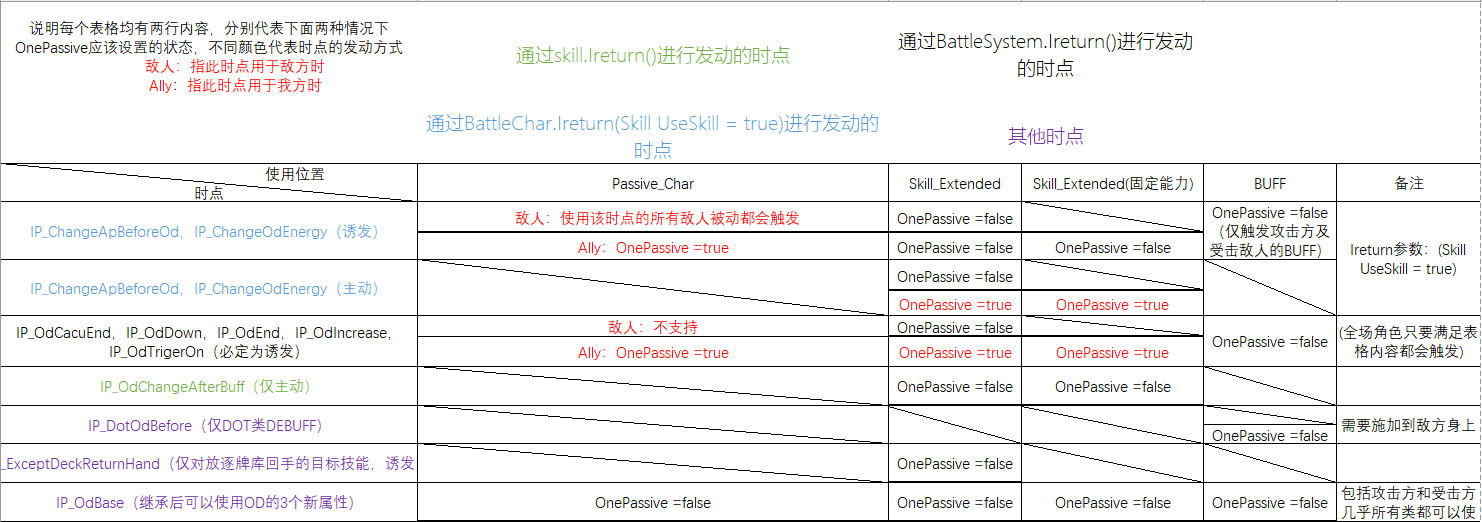 说明每个表格均有两行内容，分别代表下面两种情况下
OnePassive应该设置的状态，不同颜色代表时点的发动方式
敌人：指此时点用于敌方时
Ally：指此时点用于我方时
通过skill.Ireturn()进行发动的时点
通过BattleSystem.Ireturn()进行发动
的时点
通过BattleChar.Ireturn(Skill UseSkill = true)进行发动的
时点
其他时点
使用位置
时点
Passive_Char
Skill_Extended
Skill_Extended(固定能力)
BUFF
备注
IP_ChangeApBeforeOd，IP_ChangeOdEnergy（诱发）
敌人：使用该时点的所有敌人被动都会触发
OnePassive =false
Ally：OnePassive =true
OnePassive =false
OnePassive =false
OnePassive =false
（仅触发攻击方及
受击敌人的BUFF）
Ireturn参数：(Skill
UseSkill = true)
IP_ChangeApBeforeOd，IP_ChangeOdEnergy（主动）
OnePassive =false
OnePassive =true
OnePassive =true
IP_OdCacuEnd，IP_OdDown，IP_OdEnd，IP_OdIncrease，
IP_OdTrigerOn（必定为诱发）
敌人：不支持
OnePassive =false
Ally：OnePassive =true
OnePassive =true
OnePassive =true
OnePassive =false
(全场角色只要满足表
格内容都会触发)
IP_OdChangeAfterBuff（仅主动）
OnePassive =false
OnePassive =false
IP_DotOdBefore（仅DOT类DEBUFF）
OnePassive =false
需要施加到敌方身上
_ExceptDeckReturnHand（仅对放逐牌库回手的目标技能，诱发
OnePassive =false
IP_OdBase（继承后可以使用OD的3个新属性）
OnePassive =false
OnePassive =false
OnePassive =false
OnePassive =false
包括攻击方和受击方
几乎所有类都可以使